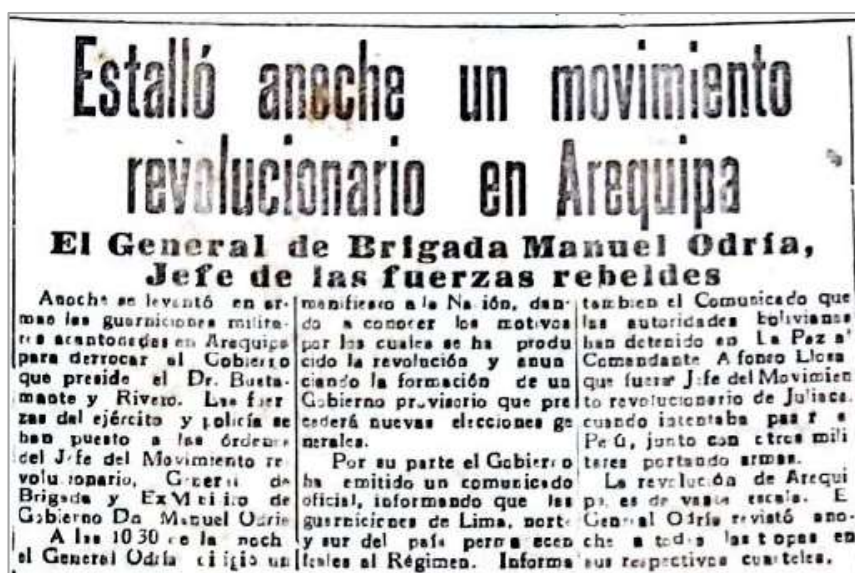 Estalló anoche un movimiento
revolucionario en Arequipa
El General de Brigada Manuel Odría,
Jefe de las fuerzas rebeldes
Anoche se levantó en ar-
mas las guarniciones milita-
res acantonadas en Arequipa
para derrocar al Gobierno
que preside el Dr. Busta-
mante y Rivero. Las fuer
zas del ejército y policía se
han puesto a las órdenes
del Jefe del Movimiento re
volucionario, General de
Brigada y Ex Ministro de
Gobierno Dn Manuel Odría
A las 10.30 de la noch
el General Odría dirigió un
manifiesto a la Nación, dan-
do a conocer los motivos
por los cuales se ha produ
cido la revolución y anun
ciando la formación de un
Gobierno provisorio que pre
cederá nuevas elecciones ge
nerales.
Por su parte el Gobierno
ha emitido un comunicado
oficial, informando que las
guarniciones de Lima, norte
y sur del país permanecen
leales al Régimen. Informa
tambien el Comunicado que
las autoridades bolivianas
han detenido en La Paz al
Comandante Alfonso Llosa
que fuera Jefe del Movimien
to revolucionario de Juliaca.
cuando intentaba pasar a
Perú, junto con otros mili
tares portando armas.
La revolución de Arequi
pa, es de vasta escala. E
General Odría revistó ano-
che a todas las tropas en
sus respectivos cuarteles.